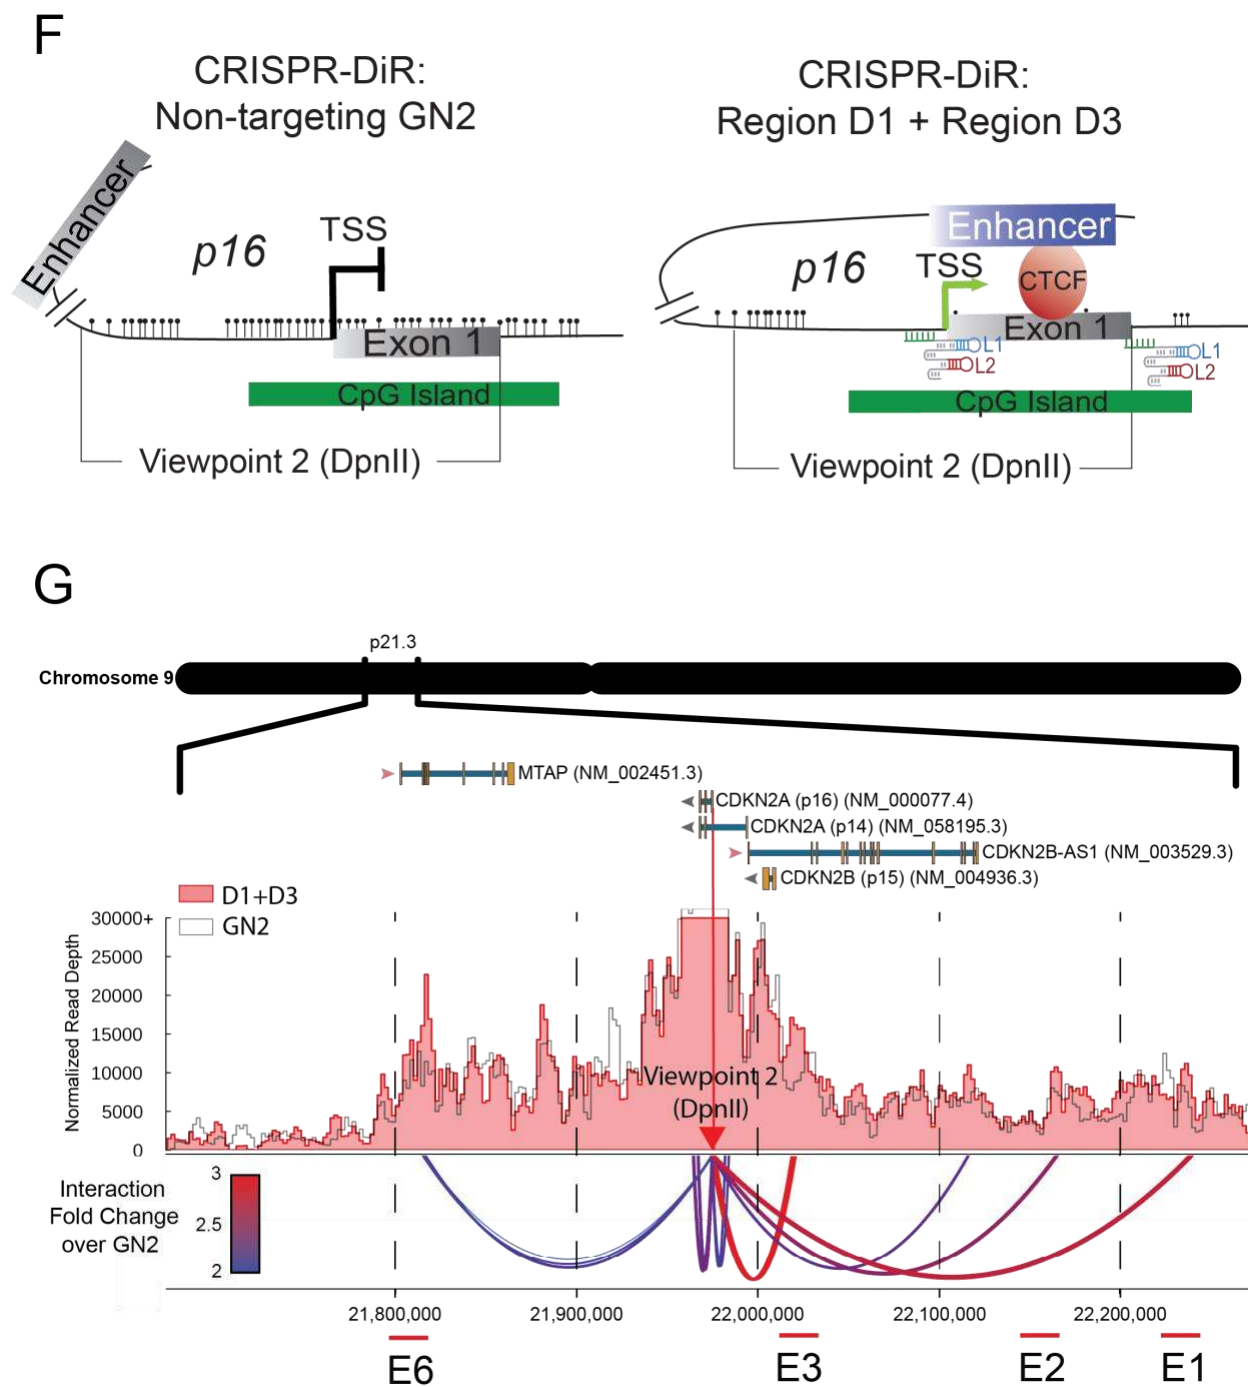 F
CRISPR-DiR:
Non-targeting GN2
Enhancer
p16
TSS
Exon 1
CpG Island
Viewpoint 2 (DpnII)
CRISPR-DiR:
Region D1 + Region D3
Enhancer
p16
TSS
CTCF
Exon 1
L1
L2
L1
L2
CpG Island
Viewpoint 2 (DpnII)
G
p21.3
Chromosome 9
MTAP (NM_002451.3)
CDKN2A (p16) (NM_000077.4)
CDKN2A (p14) (NM_058195.3)
CDKN2B-AS1 (NM_003529.3)
CDKN2B (p15) (NM_004936.3)
D1+D3
GN2
Normalized Read Depth
30000+
25000
20000
15000
10000
5000
0
Viewpoint 2
(DpnII)
Interaction
Fold Change
over GN2
3
2.5
2
21,800,000 21,900,000 22,000,000 22,100,000 22,200,000
E6 E3 E2 E1